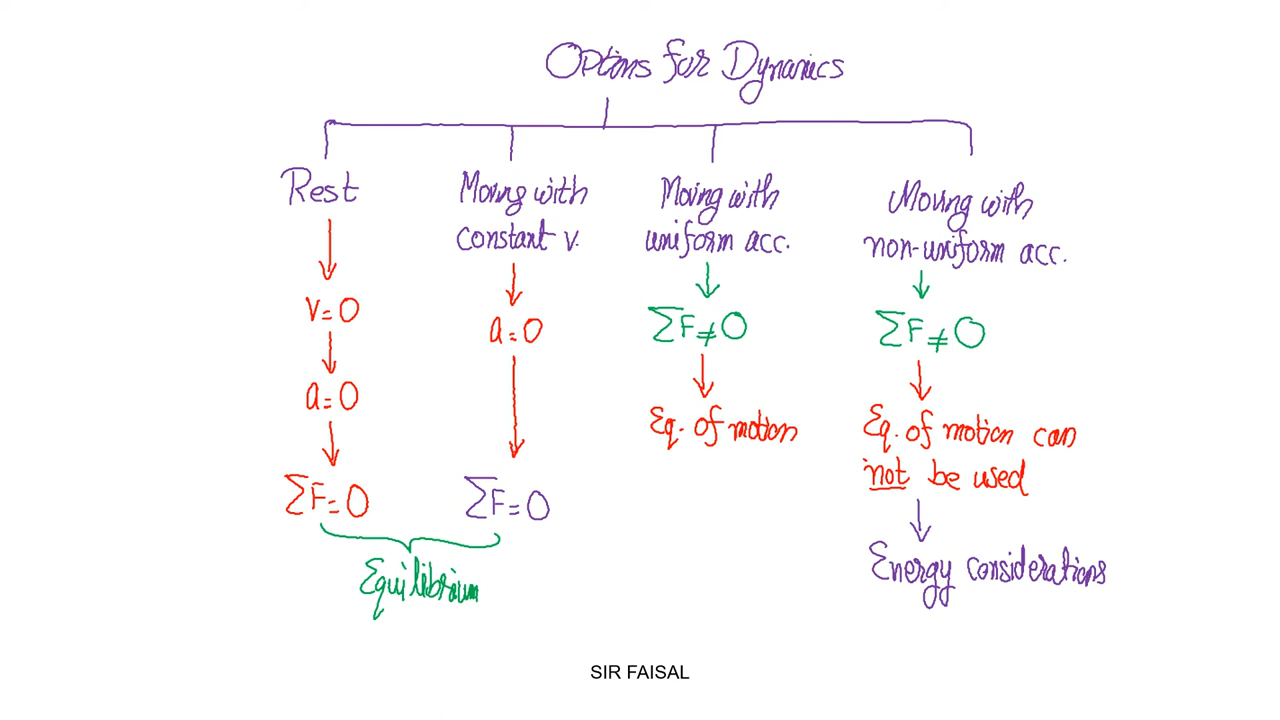 Options for Dynamics
Rest
v=0
a=0
ΣF=0
Moving with
constant v.
a=0
ΣF=0
Equilibrium
Moving with
uniform acc.
ΣF≠0
Eq. of motion
Moving with
non-uniform acc.
ΣF≠0
Eq. of motion can
not be used
Energy considerations
SIR FAISAL